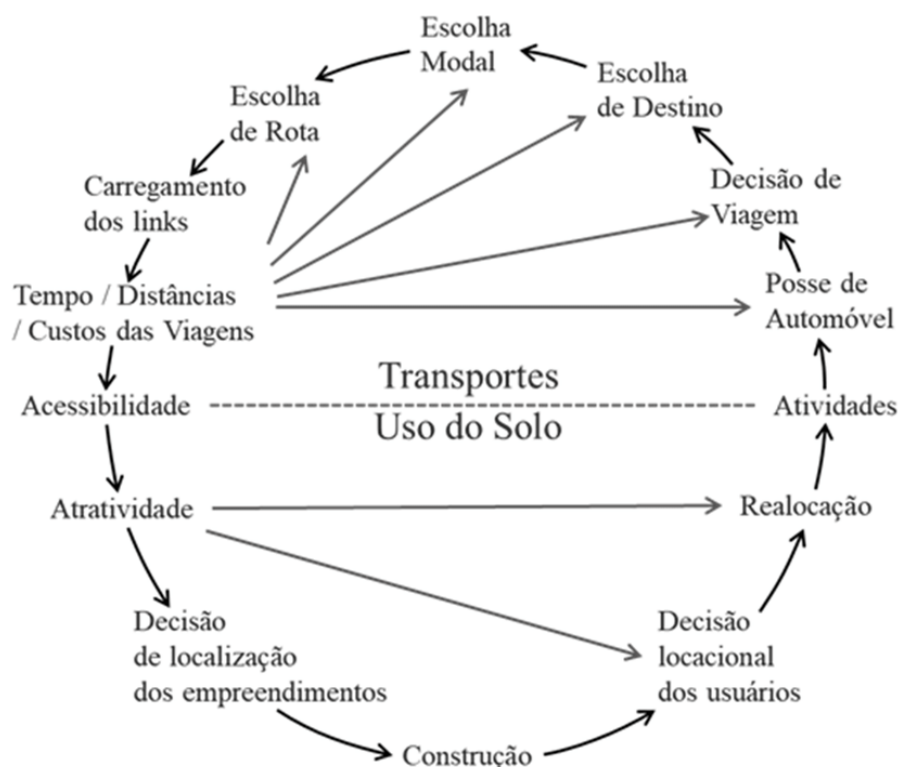 Escolha
Modal
Escolha
de Destino
Escolha
de Rota
Decisão de
Viagem
Carregamento
dos links
Posse de
Automóvel
Tempo / Distâncias
/ Custos das Viagens
Transportes
Acessibilidade
Atividades
Uso do Solo
Atratividade
Realocação
Decisão
de localização
dos empreendimentos
Decisão
locacional
dos usuários
Construção